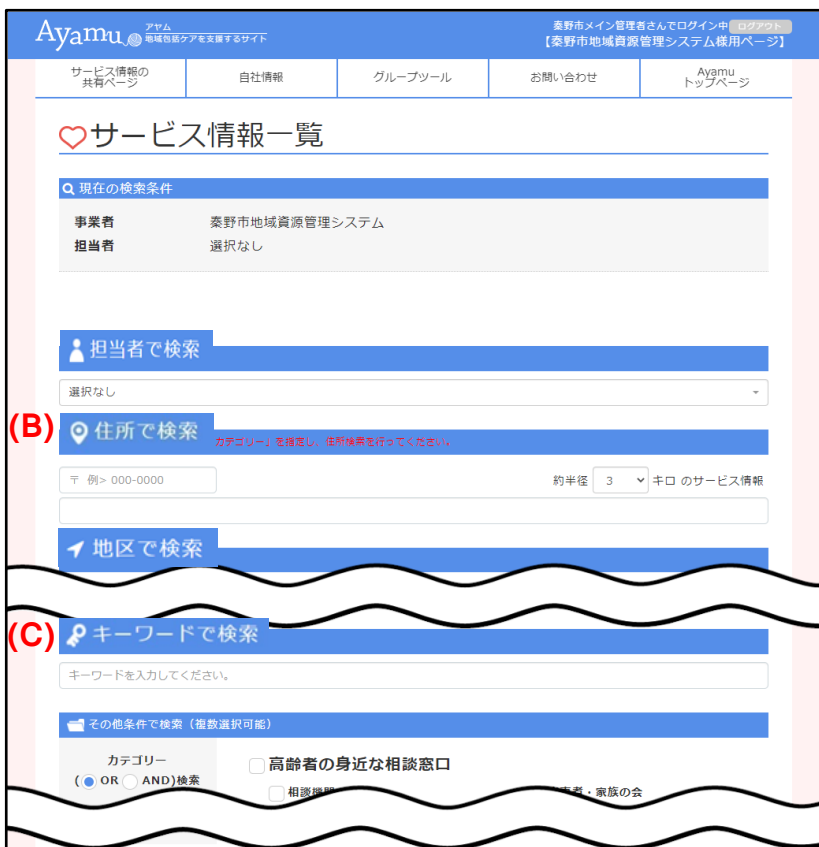 Ayamu アヤム
地域包括ケアを支援するサイト
秦野市メイン管理者さんでログイン中 ログアウト
【秦野市地域資源管理システム様用ページ】
サービス情報の
共有ページ
自社情報
グループツール
お問い合わせ
Ayamu
トップページ
サービス情報一覧
現在の検索条件
事業者 秦野市地域資源管理システム
担当者 選択なし
担当者で検索
選択なし
(B) 住所で検索 カテゴリー」を指定し、住所検索を行ってください。
〒 例> 000-0000 約半径 3 キロ のサービス情報
地区で検索
(C) キーワードで検索
キーワードを入力してください。
その他条件で検索（複数選択可能）
カテゴリー
( OR AND)検索
高齢者の身近な相談窓口
相談機関
者・家族の会